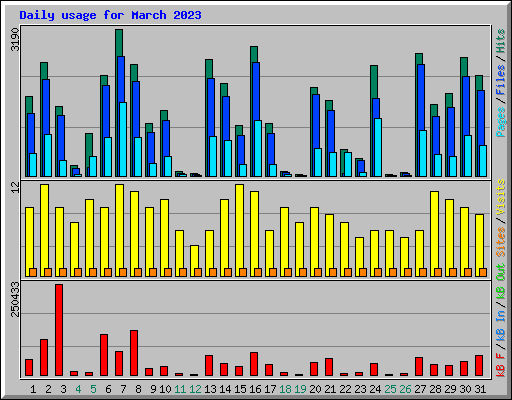 Daily usage for March 2023
3190
Pages / Files / Hits
12
Sites / Visits
250433
kB F / kB In / kB Out
1 2 3 4 5 6 7 8 9 10 11 12 13 14 15 16 17 18 19 20 21 22 23 24 25 26 27 28 29 30 31